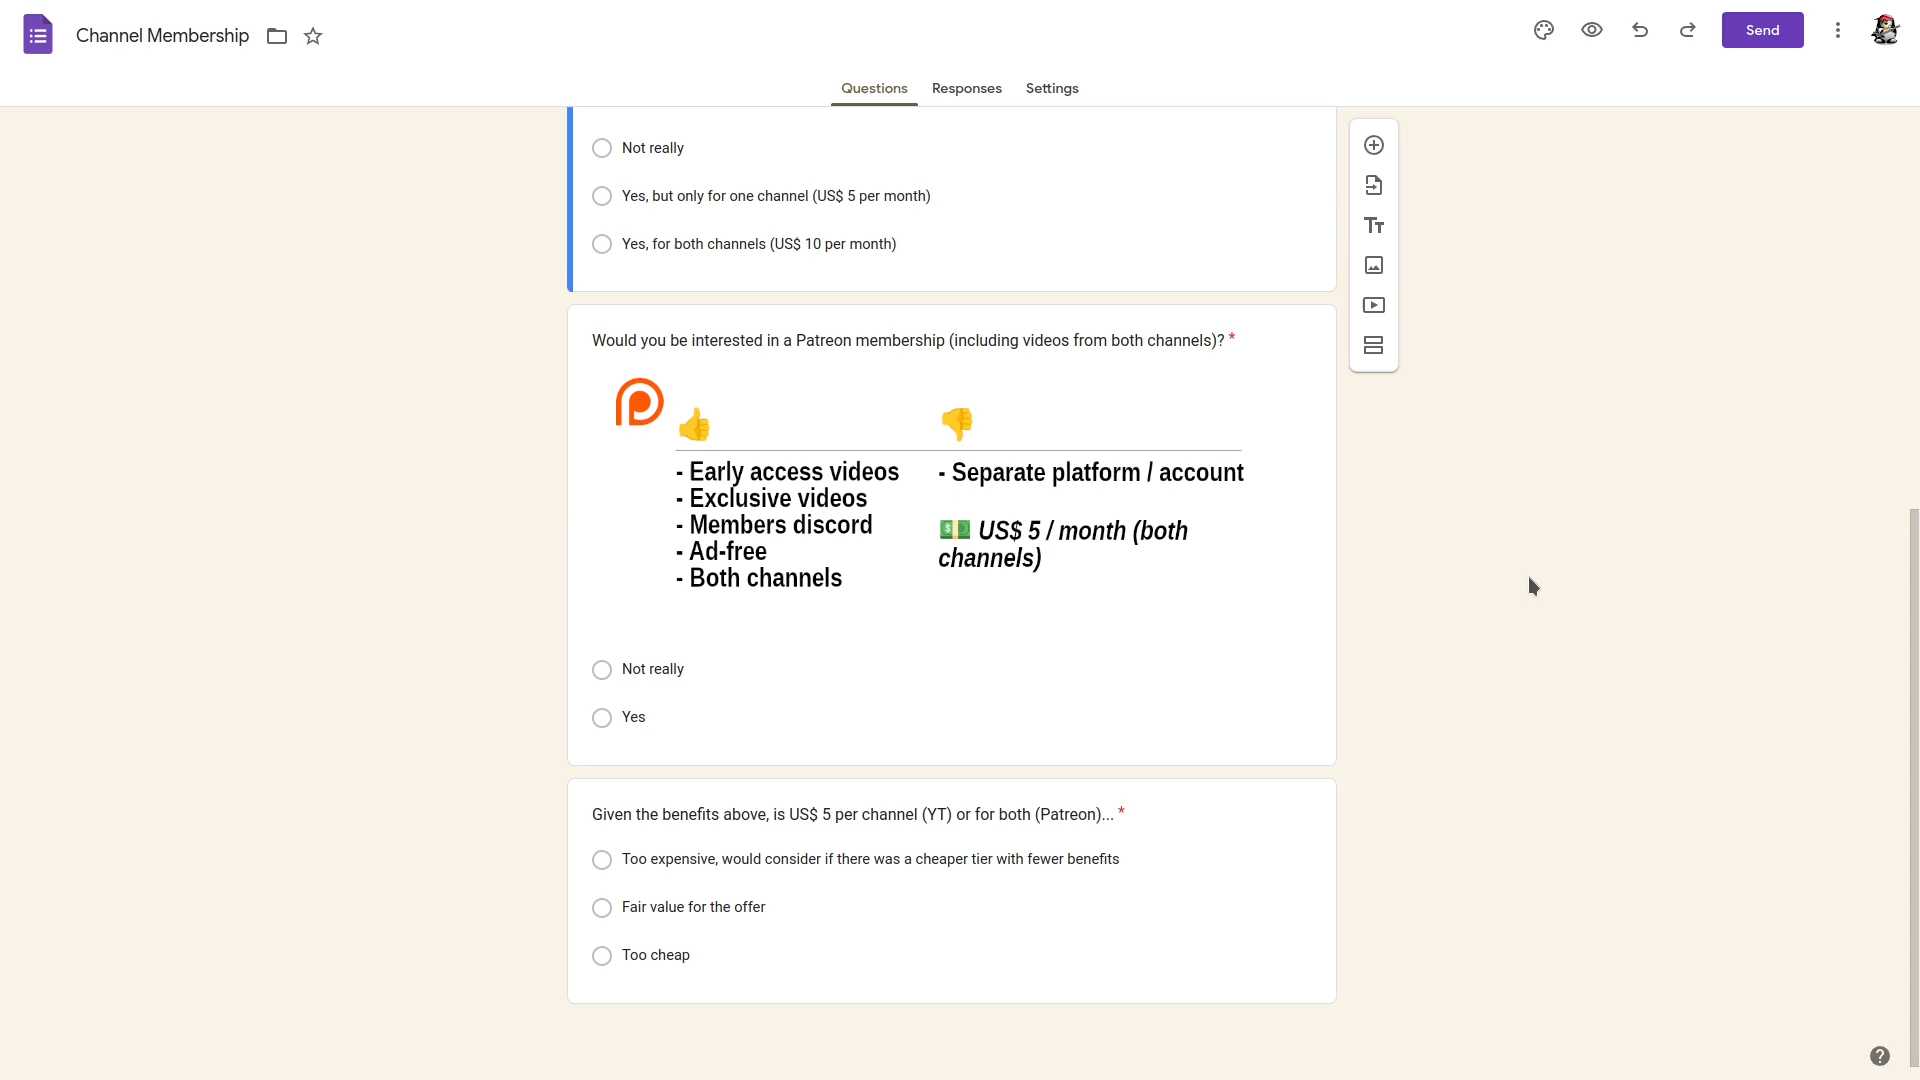 Channel Membership
Send
Questions Responses Settings
Not really
Yes, but only for one channel (US$ 5 per month)
Yes, for both channels (US$ 10 per month)
Would you be interested in a Patreon membership (including videos from both channels)? *
- Early access videos
- Exclusive videos
- Members discord
- Ad-free
- Both channels
- Separate platform / account
US$ 5 / month (both
channels)
Not really
Yes
Given the benefits above, is US$ 5 per channel (YT) or for both (Patreon)... *
Too expensive, would consider if there was a cheaper tier with fewer benefits
Fair value for the offer
Too cheap